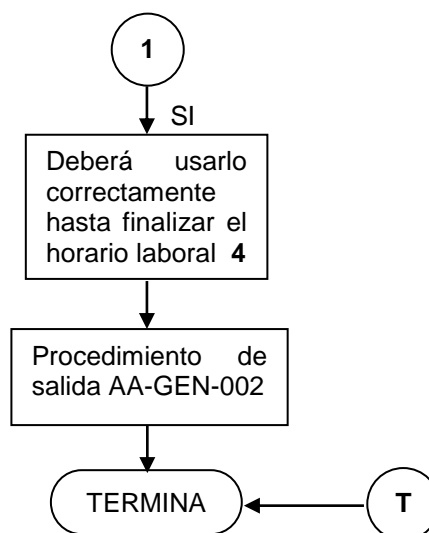 1
SI
Deberá usarlo
correctamente
hasta finalizar el
horario laboral 4
Procedimiento de
salida AA-GEN-002
TERMINA
T